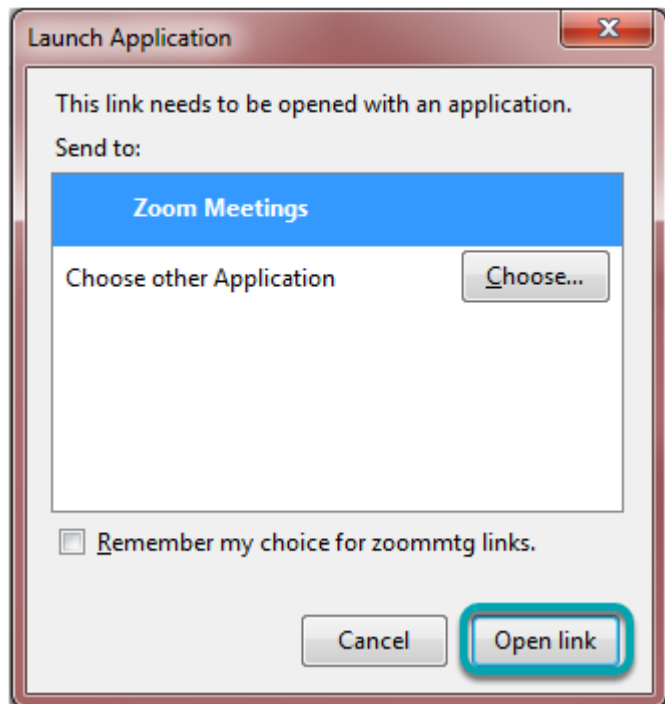 Launch Application
This link needs to be opened with an application.
Send to:
Zoom Meetings
Choose other Application
Choose...
Remember my choice for zoommtg links.
Cancel
Open link